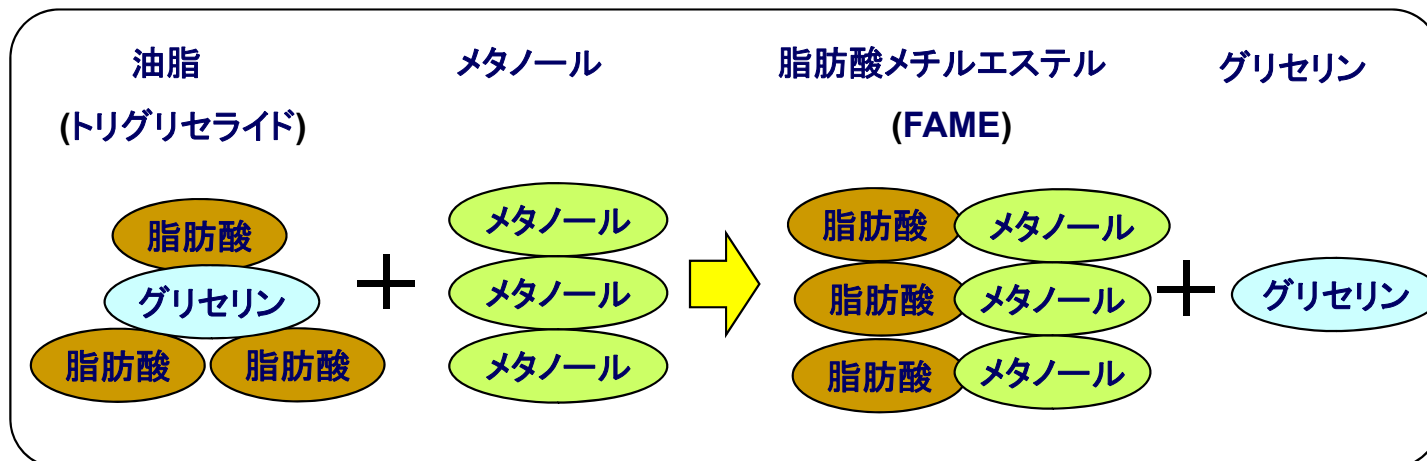 油脂
(トリグリセライド)
メタノール
脂肪酸メチルエステル
(FAME)
グリセリン
脂肪酸
グリセリン
脂肪酸
脂肪酸
+
メタノール
メタノール
メタノール
脂肪酸
メタノール
脂肪酸
メタノール
脂肪酸
メタノール
+
グリセリン